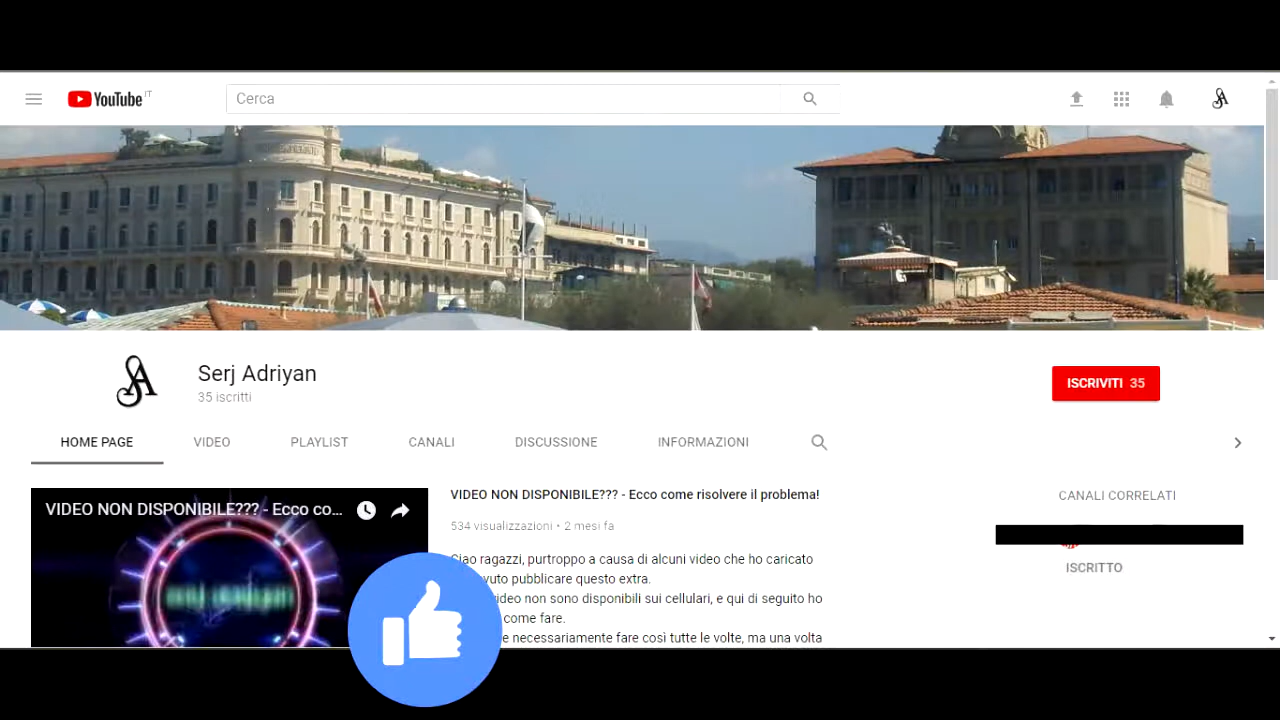 YouTube IT
Cerca
Serj Adriyan
35 iscritti
ISCRIVITI 35
HOME PAGE VIDEO PLAYLIST CANALI DISCUSSIONE INFORMAZIONI
VIDEO NON DISPONIBILE??? - Ecco co...
VIDEO NON DISPONIBILE??? - Ecco come risolvere il problema!
534 visualizzazioni • 2 mesi fa
Ciao ragazzi, purtroppo a causa di alcuni video che ho caricato
pubblicare questo extra.
non sono disponibili sui cellulari, e qui di seguito ho
come fare.
necessariamente fare così tutte le volte, ma una volta
CANALI CORRELATI
ISCRITTO